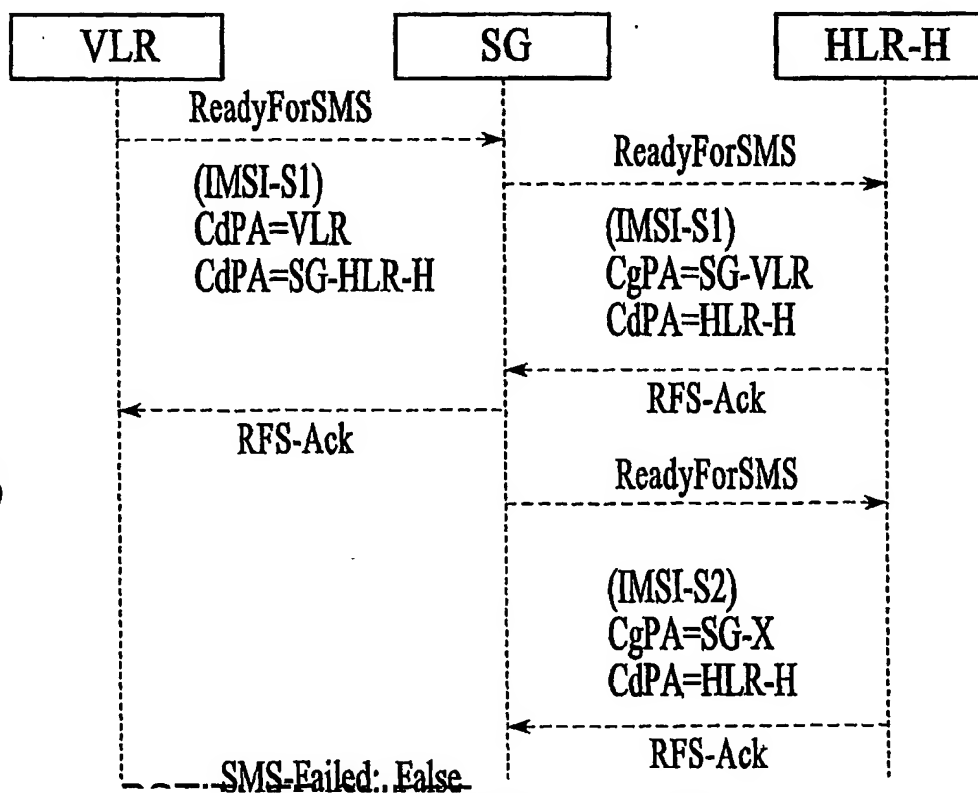 VLR
SG
HLR-H
ReadyForSMS
ReadyForSMS
(IMSI-S1)
CdPA=VLR
CdPA=SG-HLR-H
(IMSI-S1)
CgPA=SG-VLR
CdPA=HLR-H
RFS-Ack
RFS-Ack
ReadyForSMS
(IMSI-S2)
CgPA=SG-X
CdPA=HLR-H
RFS-Ack
SMS-Failed: False